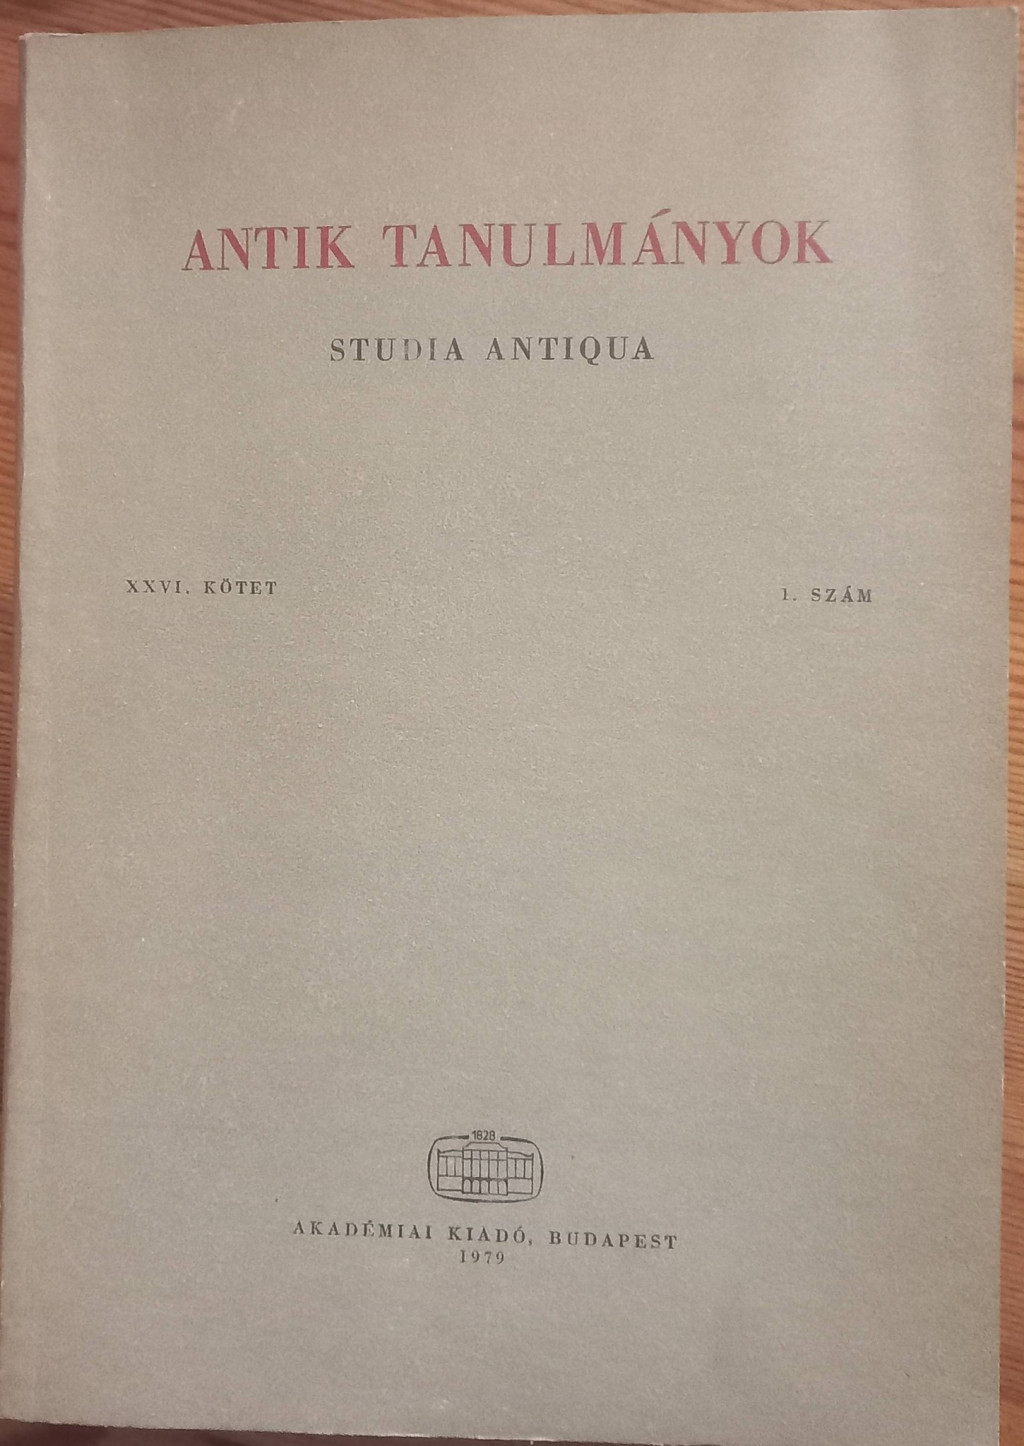 ANTIK TANULMÁNYOK
STUDIA ANTIQUA
XXVI. KÖTET
1. SZÁM
1828
AKADÉMIAI KIADÓ, BUDAPEST
1979